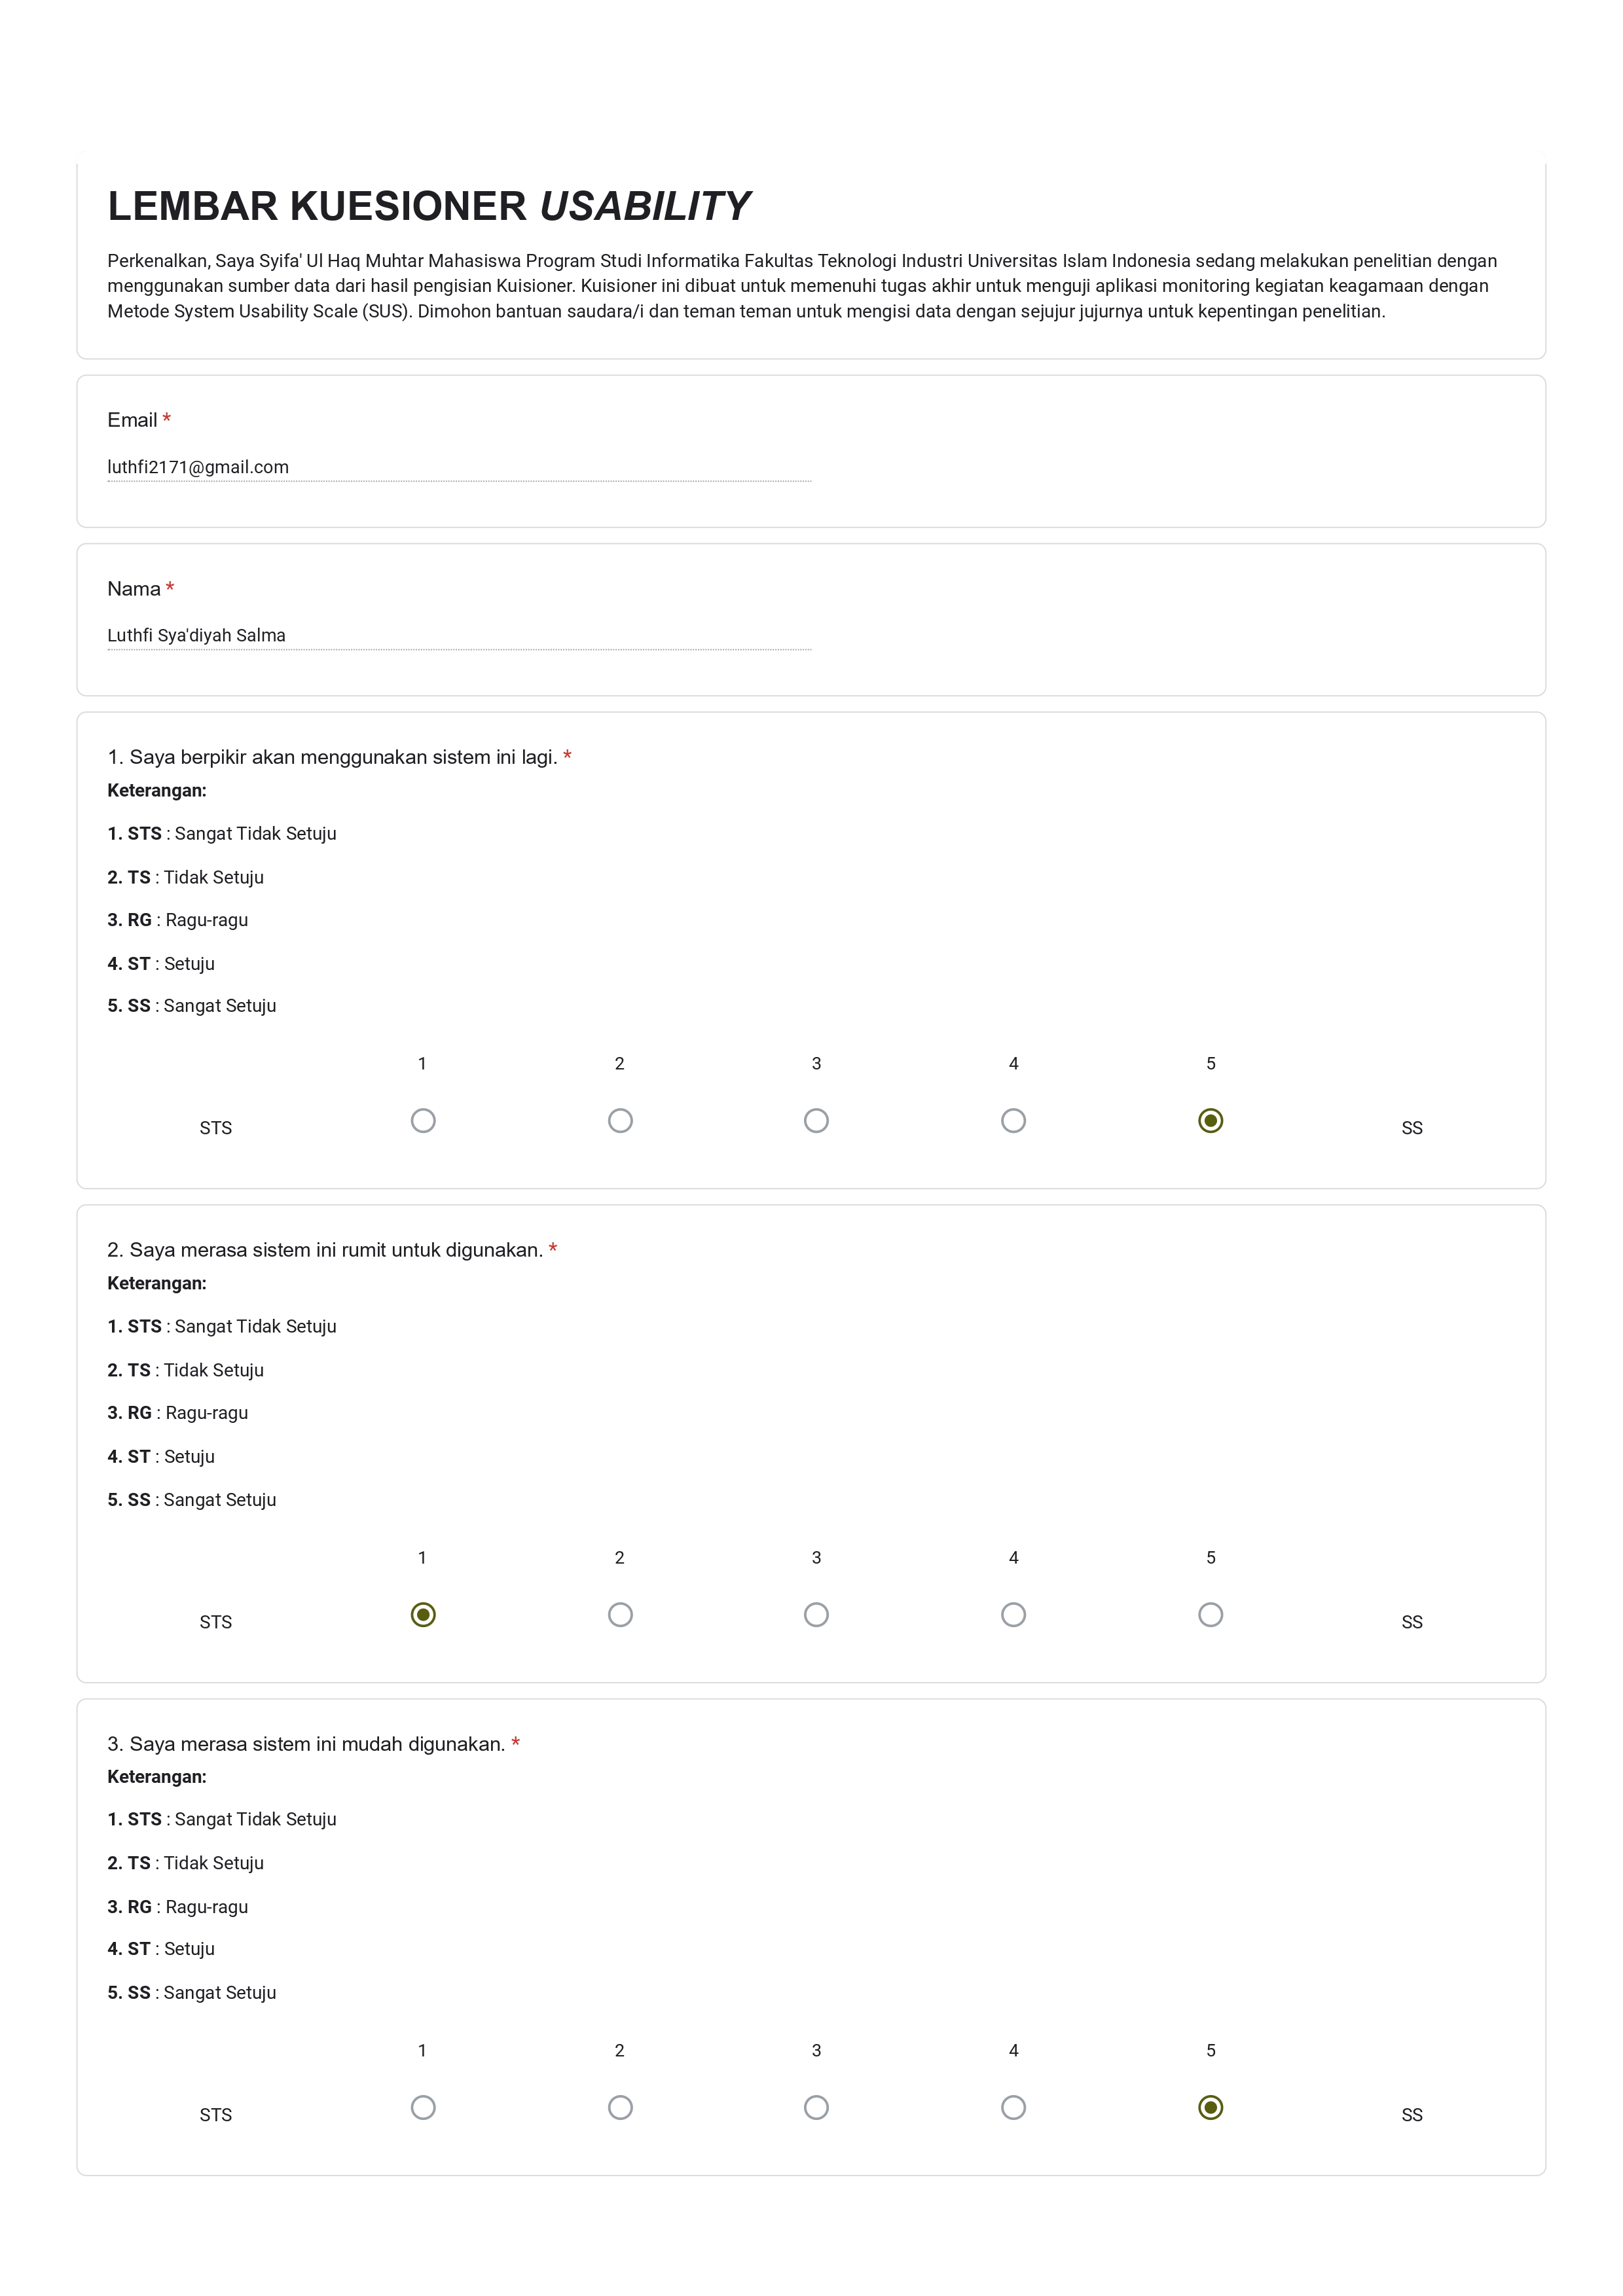 LEMBAR KUESIONER USABILITY
Perkenalkan, Saya Syifa' Ul Haq Muhtar Mahasiswa Program Studi Informatika Fakultas Teknologi Industri Universitas Islam Indonesia sedang melakukan penelitian dengan
menggunakan sumber data dari hasil pengisian Kuisioner. Kuisioner ini dibuat untuk memenuhi tugas akhir untuk menguji aplikasi monitoring kegiatan keagamaan dengan
Metode System Usability Scale (SUS). Dimohon bantuan saudara/i dan teman teman untuk mengisi data dengan sejujur jujurnya untuk kepentingan penelitian.
Email *
luthfi2171@gmail.com
Nama *
Luthfi Sya'diyah Salma
1. Saya berpikir akan menggunakan sistem ini lagi. *
Keterangan:
1. STS : Sangat Tidak Setuju
2. TS : Tidak Setuju
3. RG : Ragu-ragu
4. ST : Setuju
5. SS : Sangat Setuju
1 2 3 4 5
STS SS
2. Saya merasa sistem ini rumit untuk digunakan. *
Keterangan:
1. STS : Sangat Tidak Setuju
2. TS : Tidak Setuju
3. RG : Ragu-ragu
4. ST : Setuju
5. SS : Sangat Setuju
1 2 3 4 5
STS SS
3. Saya merasa sistem ini mudah digunakan. *
Keterangan:
1. STS : Sangat Tidak Setuju
2. TS : Tidak Setuju
3. RG : Ragu-ragu
4. ST : Setuju
5. SS : Sangat Setuju
1 2 3 4 5
STS SS